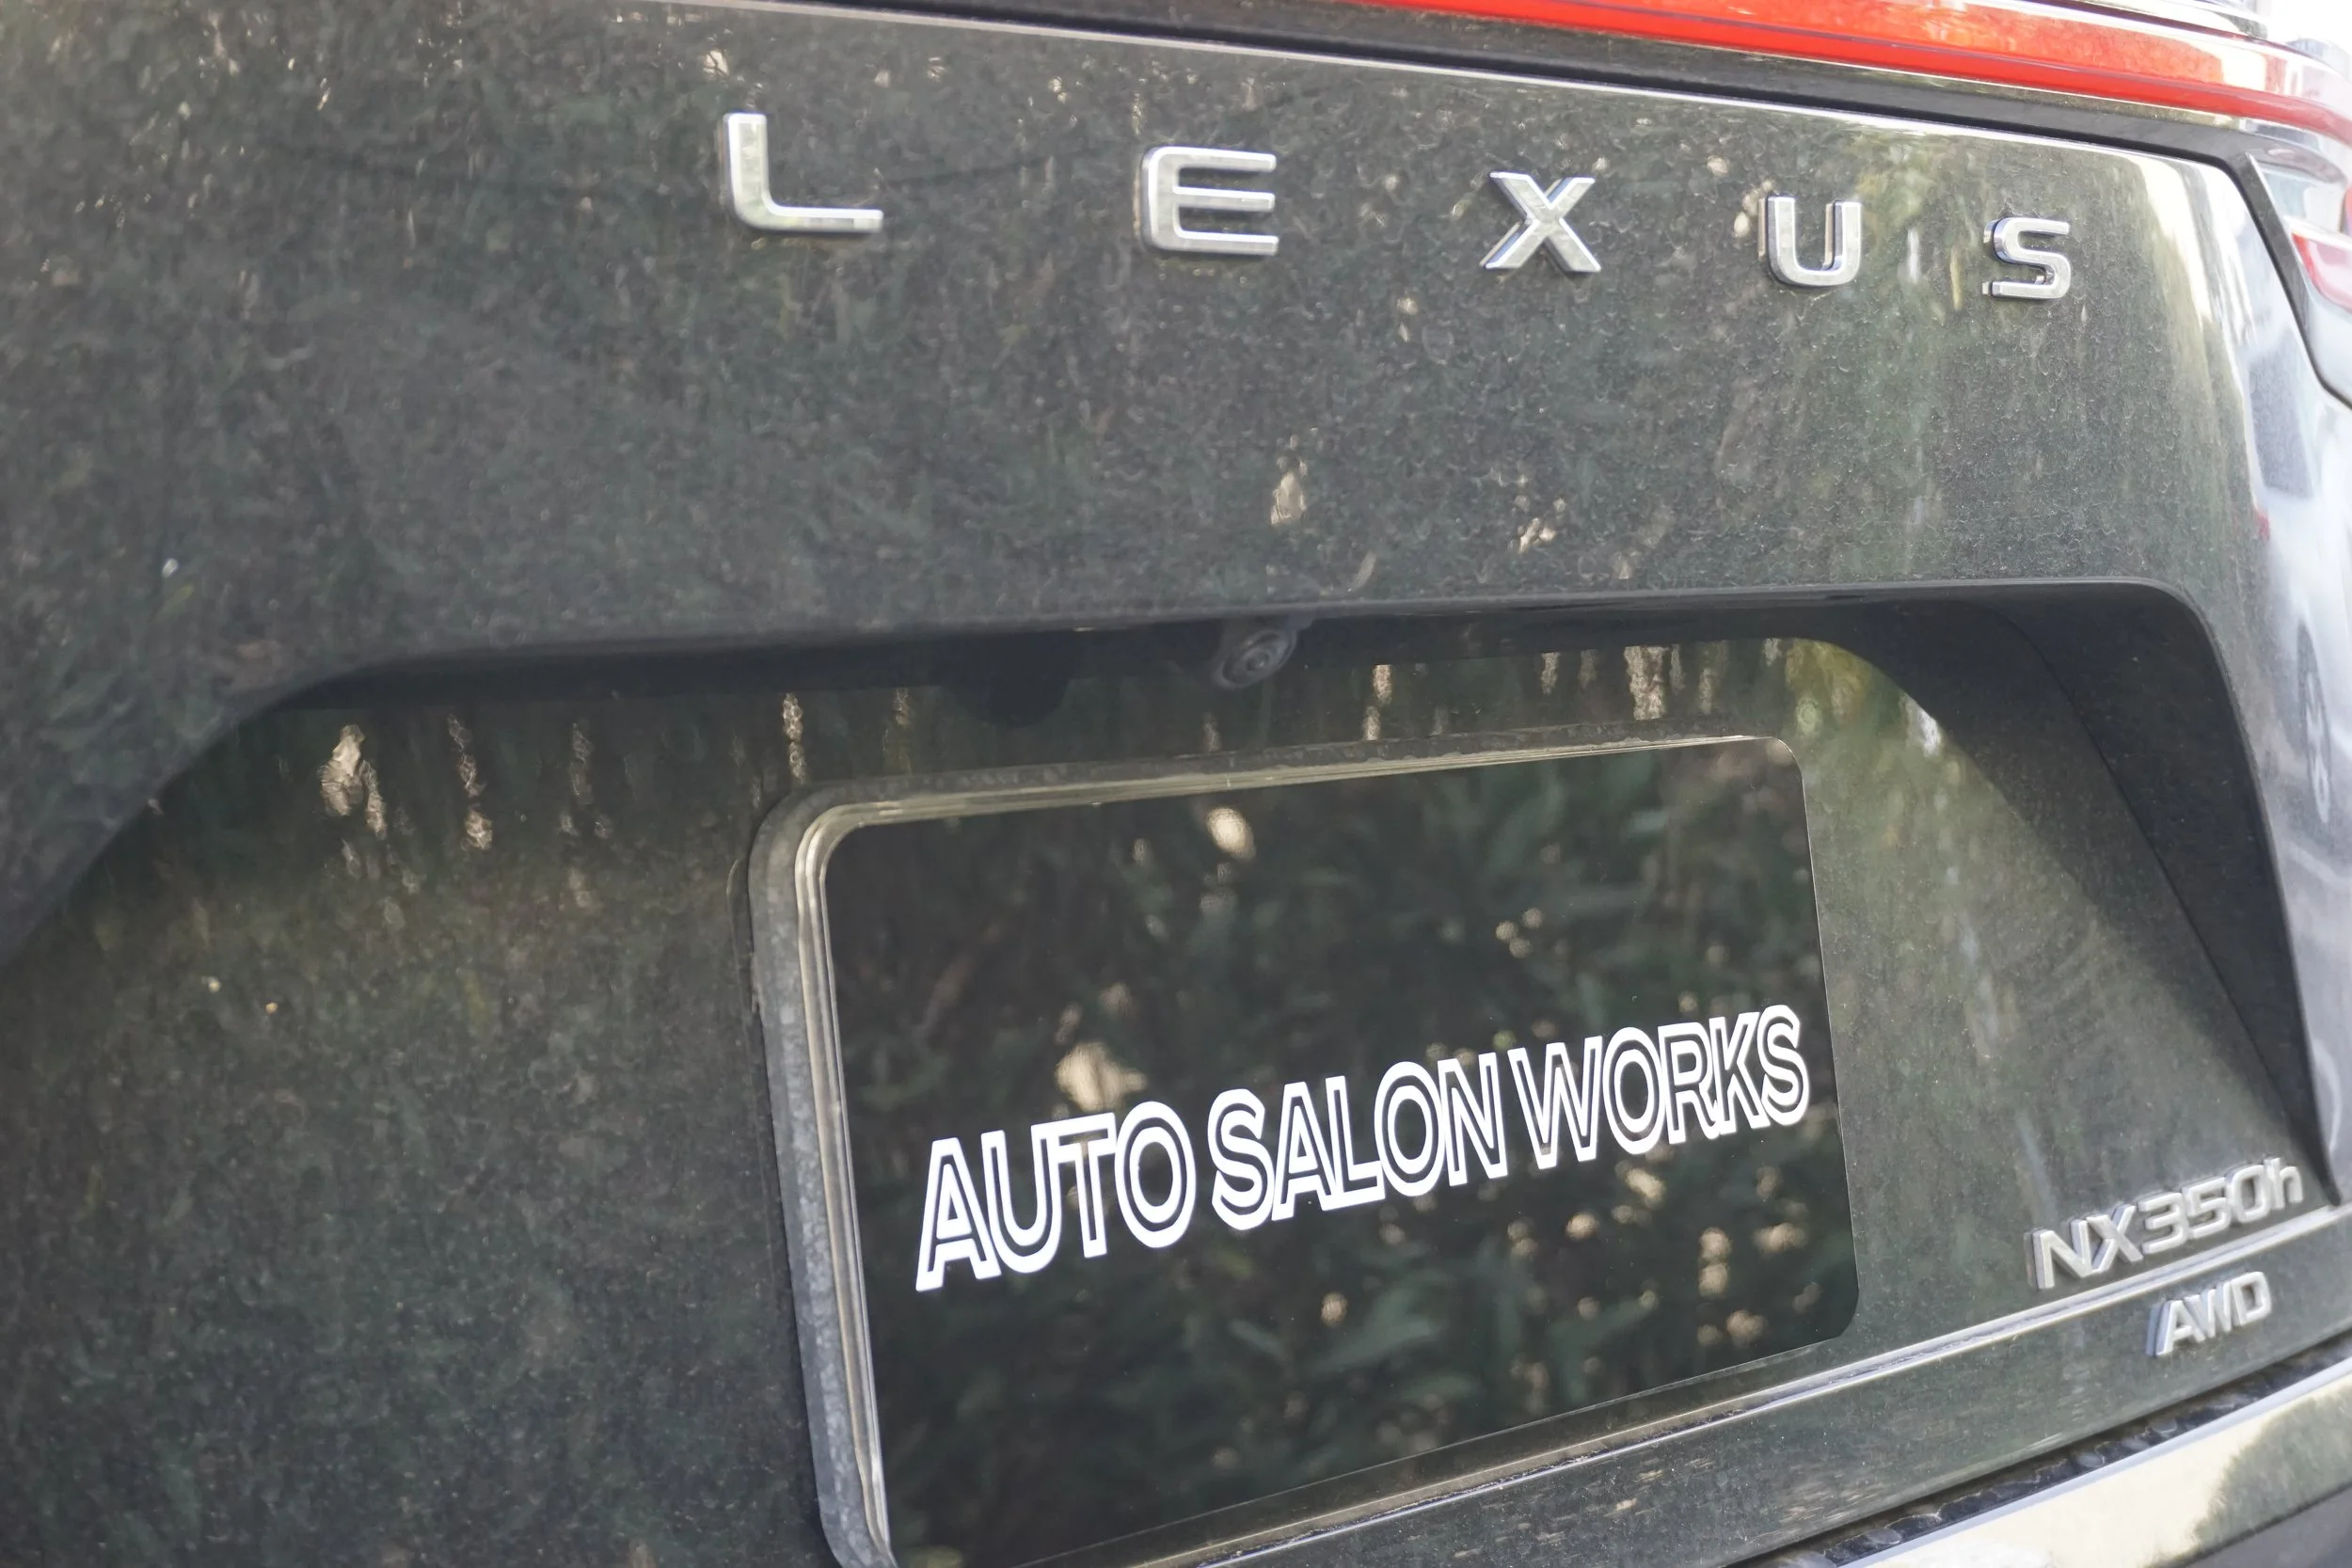 LEXUS
AUTO SALON WORKS
NX350h
AWD